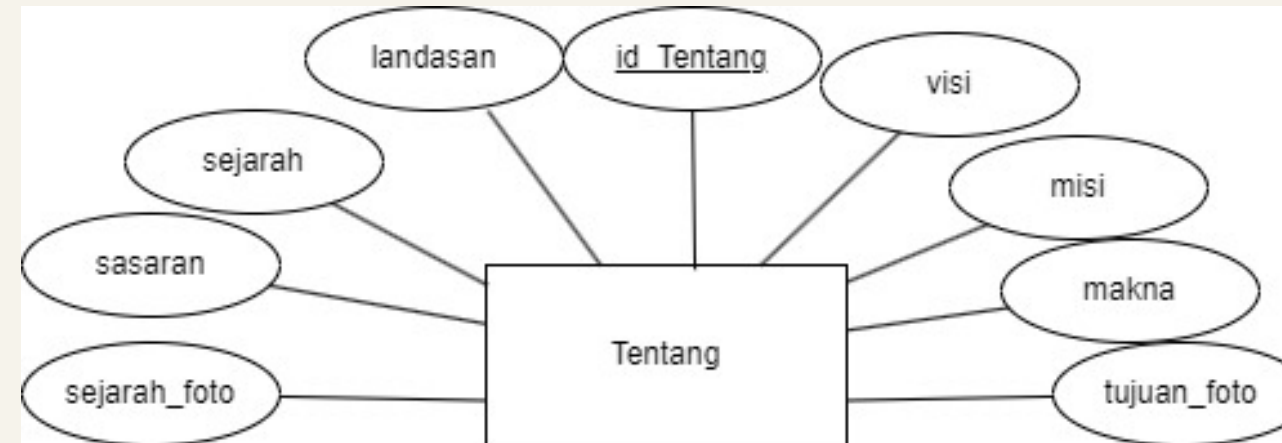 landasan
id_Tentang
visi
sejarah
misi
sasaran
makna
Tentang
sejarah_foto
tujuan_foto